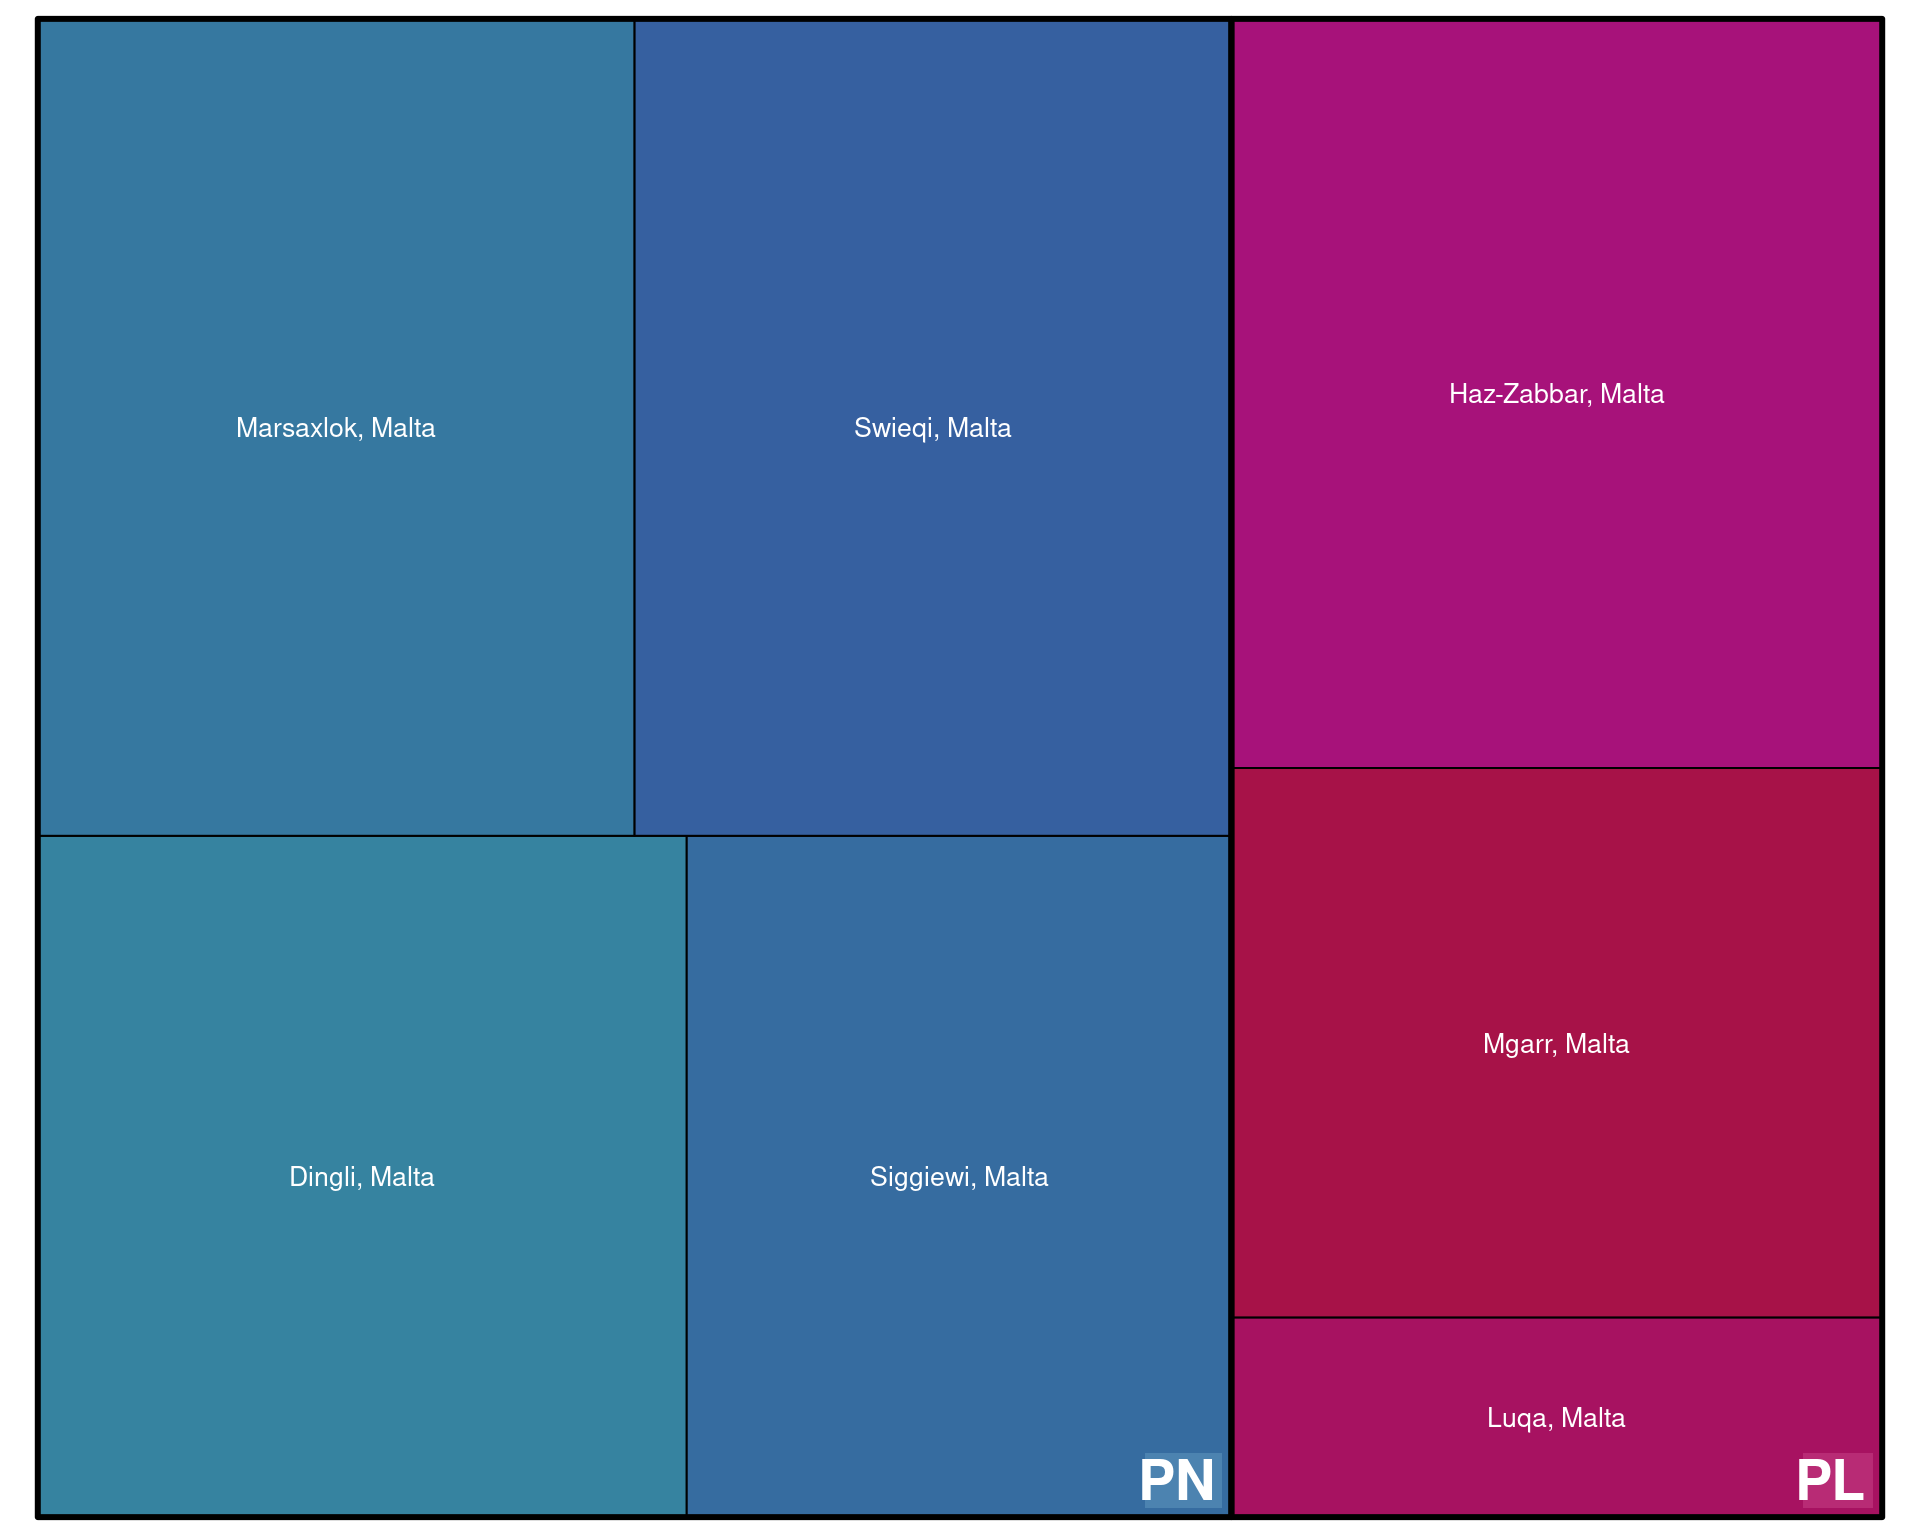 Marsaxlok, Malta
Swieqi, Malta
Haz-Zabbar, Malta
Mgarr, Malta
Dingli, Malta
Siggiewi, Malta
Luqa, Malta
PN
PL